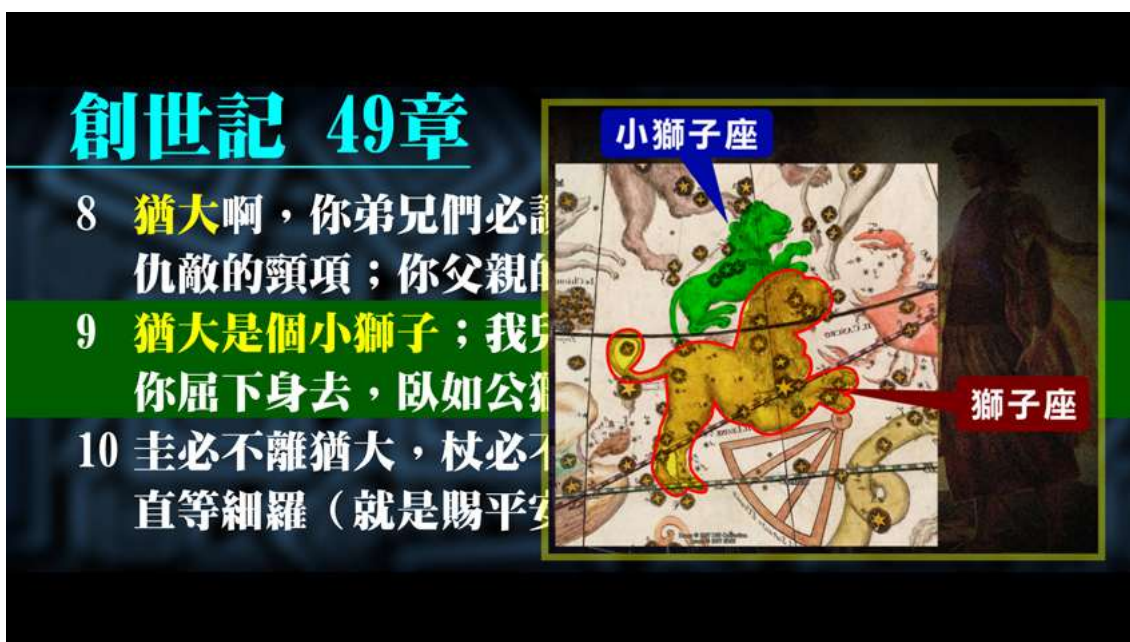 創世記 49章
8 猶大啊，你弟兄們必
仇敵的頸項；你父親的
9 猶大是個小獅子；我兒
你屈下身去，臥如公
10 圭必不離猶大，杖必不
直等細羅（就是賜平安
小獅子座
獅子座
IL CANCRO